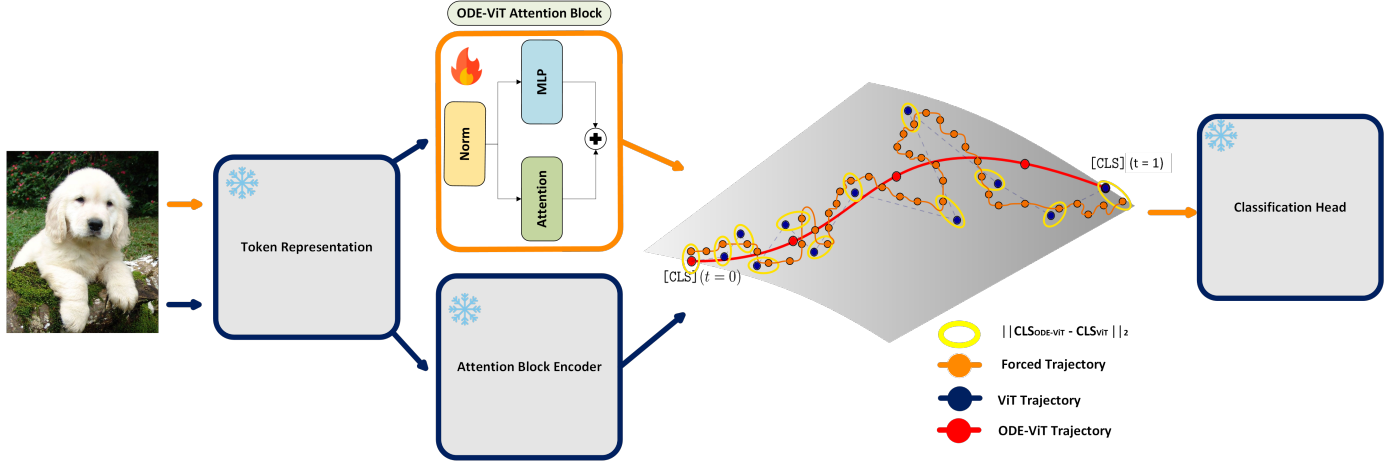 ODE-ViT Attention Block
MLP
Norm
Attention
Token Representation
Attention Block Encoder
[CLS](t=0)
[CLS](t = 1)
Classification Head
||CLSODE-ViT - CLSViT ||2
Forced Trajectory
ViT Trajectory
ODE-ViT Trajectory